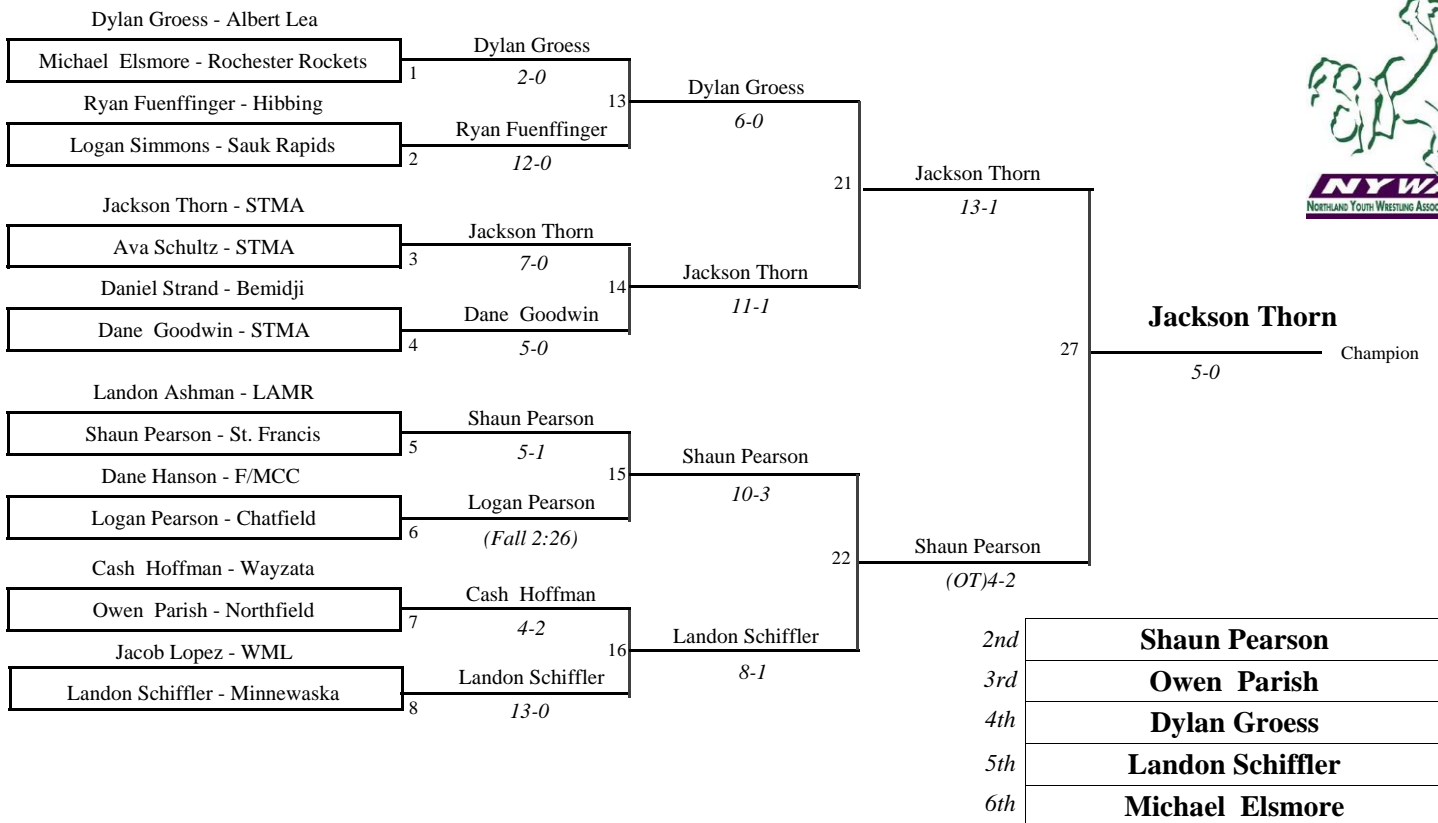 Dylan Groess - Albert Lea
Michael Elsmore - Rochester Rockets
1
Ryan Fuenffinger - Hibbing
Logan Simmons - Sauk Rapids
2
Jackson Thorn - STMA
Ava Schultz - STMA
3
Daniel Strand - Bemidji
Dane Goodwin - STMA
4
Landon Ashman - LAMR
Shaun Pearson - St. Francis
5
Dane Hanson - F/MCC
Logan Pearson - Chatfield
6
Cash Hoffman - Wayzata
Owen Parish - Northfield
7
Jacob Lopez - WML
Landon Schiffler - Minnewaska
8
Dylan Groess
2-0
13
Ryan Fuenffinger
12-0
Jackson Thorn
7-0
14
Dane Goodwin
5-0
Shaun Pearson
5-1
15
Logan Pearson
(Fall 2:26)
Cash Hoffman
4-2
16
Landon Schiffler
13-0
Dylan Groess
6-0
21
Jackson Thorn
11-1
Shaun Pearson
10-3
22
Landon Schiffler
8-1
Jackson Thorn
13-1
27
Shaun Pearson
(OT)4-2
Jackson Thorn
5-0
Champion
NYW
NORTHLAND YOUTH WRESTLING
2nd Shaun Pearson
3rd Owen Parish
4th Dylan Groess
5th Landon Schiffler
6th Michael Elsmore